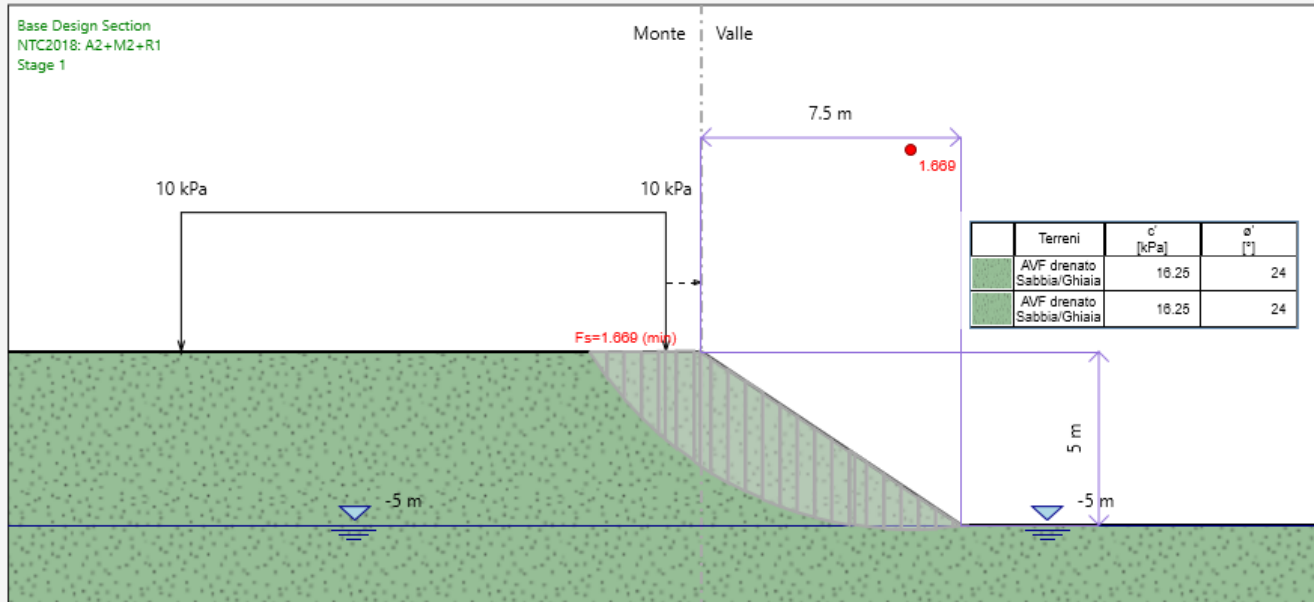 Base Design Section
NTC2018: A2+M2+R1
Stage 1
Monte
Valle
7.5 m
1.669
10 kPa
10 kPa
Terreni
c'
[kPa]
ø'
[°]
AVF drenato
Sabbia/Ghiaia
16.25
24
AVF drenato
Sabbia/Ghiaia
16.25
24
Fs=1.669 (min)
5 m
-5 m
-5 m